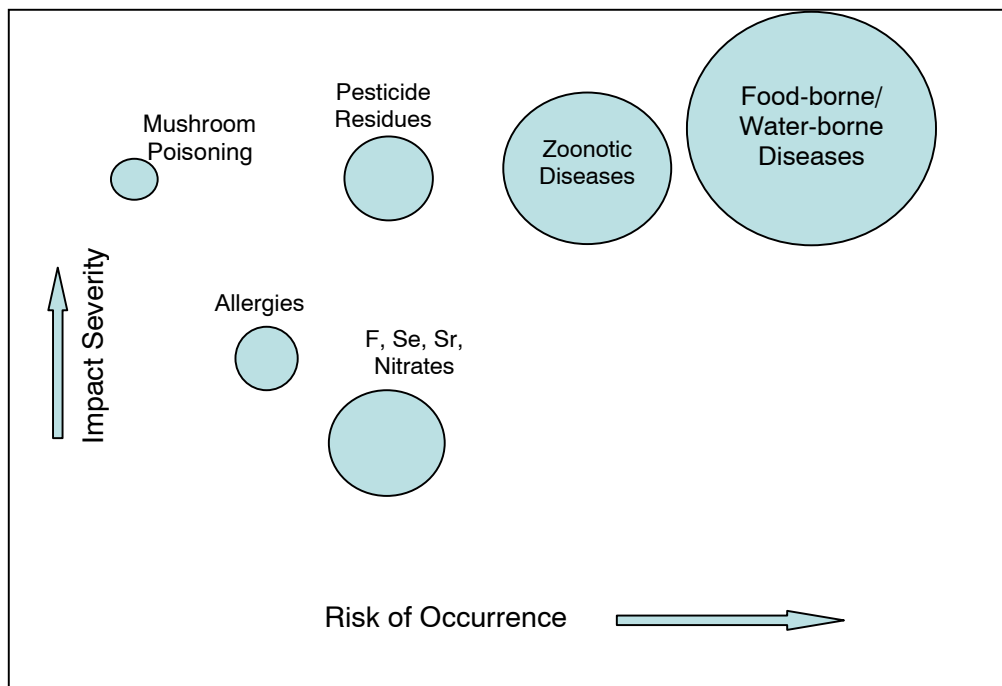 Mushroom
Poisoning
Pesticide
Residues
Zoonotic
Diseases
Food-borne/
Water-borne
Diseases
Impact Severity
Allergies
F, Se, Sr,
Nitrates
Risk of Occurrence